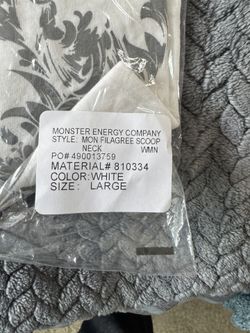 MONSTER ENERGY COMPANY
STYLE: MON FILAGREE SCOOP
NECK WMN
PO# 490013759
MATERIAL# 810334
COLOR: WHITE
SIZE: LARGE